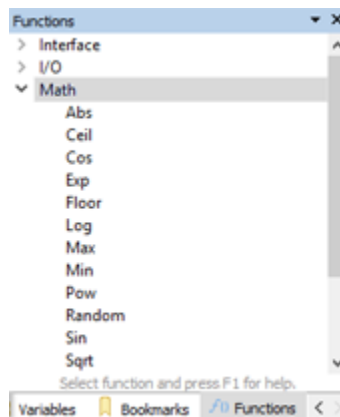 Functions
Interface
I/O
Math
Abs
Ceil
Cos
Exp
Floor
Log
Max
Min
Pow
Random
Sin
Sqrt
Select function and press F1 for help.
Variables Bookmarks f() Functions